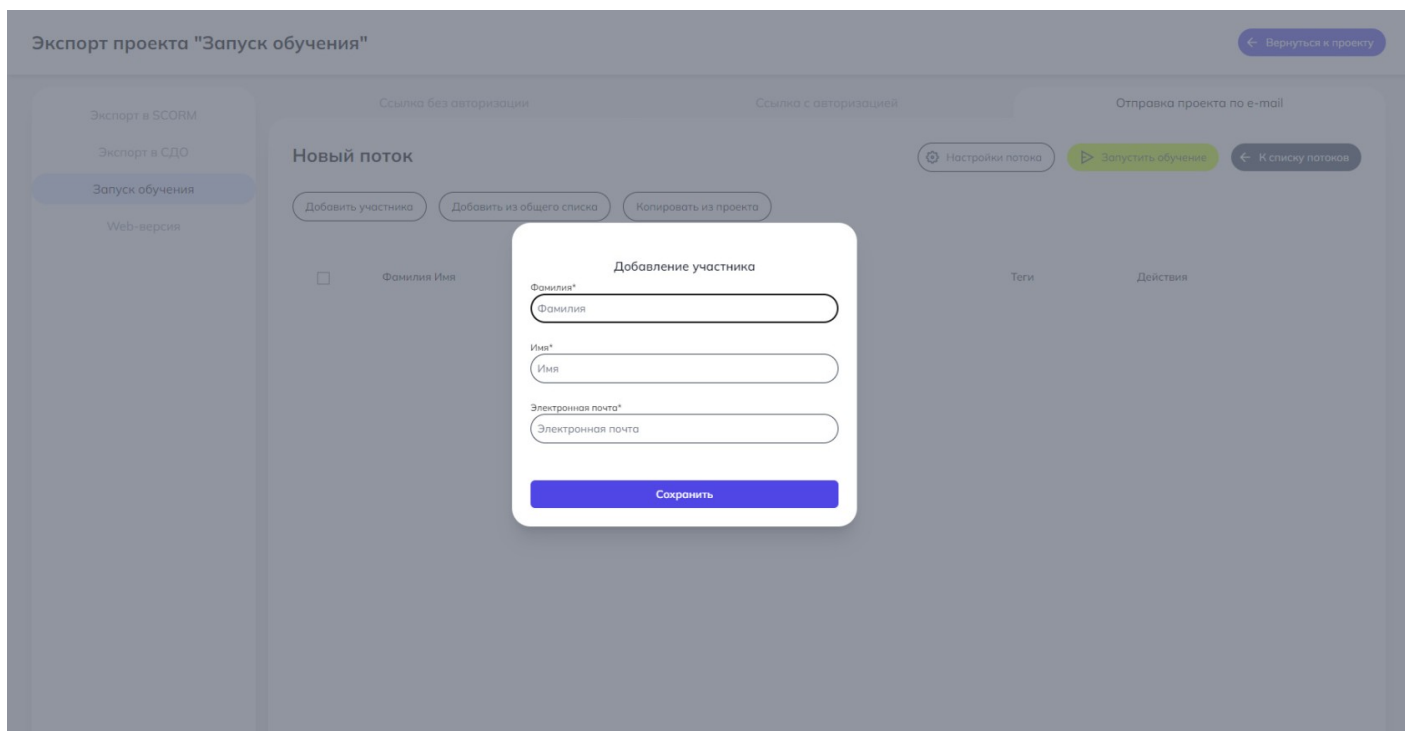 Экспорт проекта "Запуск обучения"
← Вернуться к проекту
Экспорт в SCORM
Экспорт в СДО
Запуск обучения
Web-версия
Ссылка без авторизации
Ссылка с авторизацией
Отправка проекта по e-mail
Новый поток
Настройки потока
Запустить обучение
← К списку потоков
Добавить участника
Добавить из общего списка
Копировать из проекта
Фамилия Имя
Теги
Действия
Добавление участника
Фамилия*
Фамилия
Имя*
Имя
Электронная почта*
Электронная почта
Сохранить